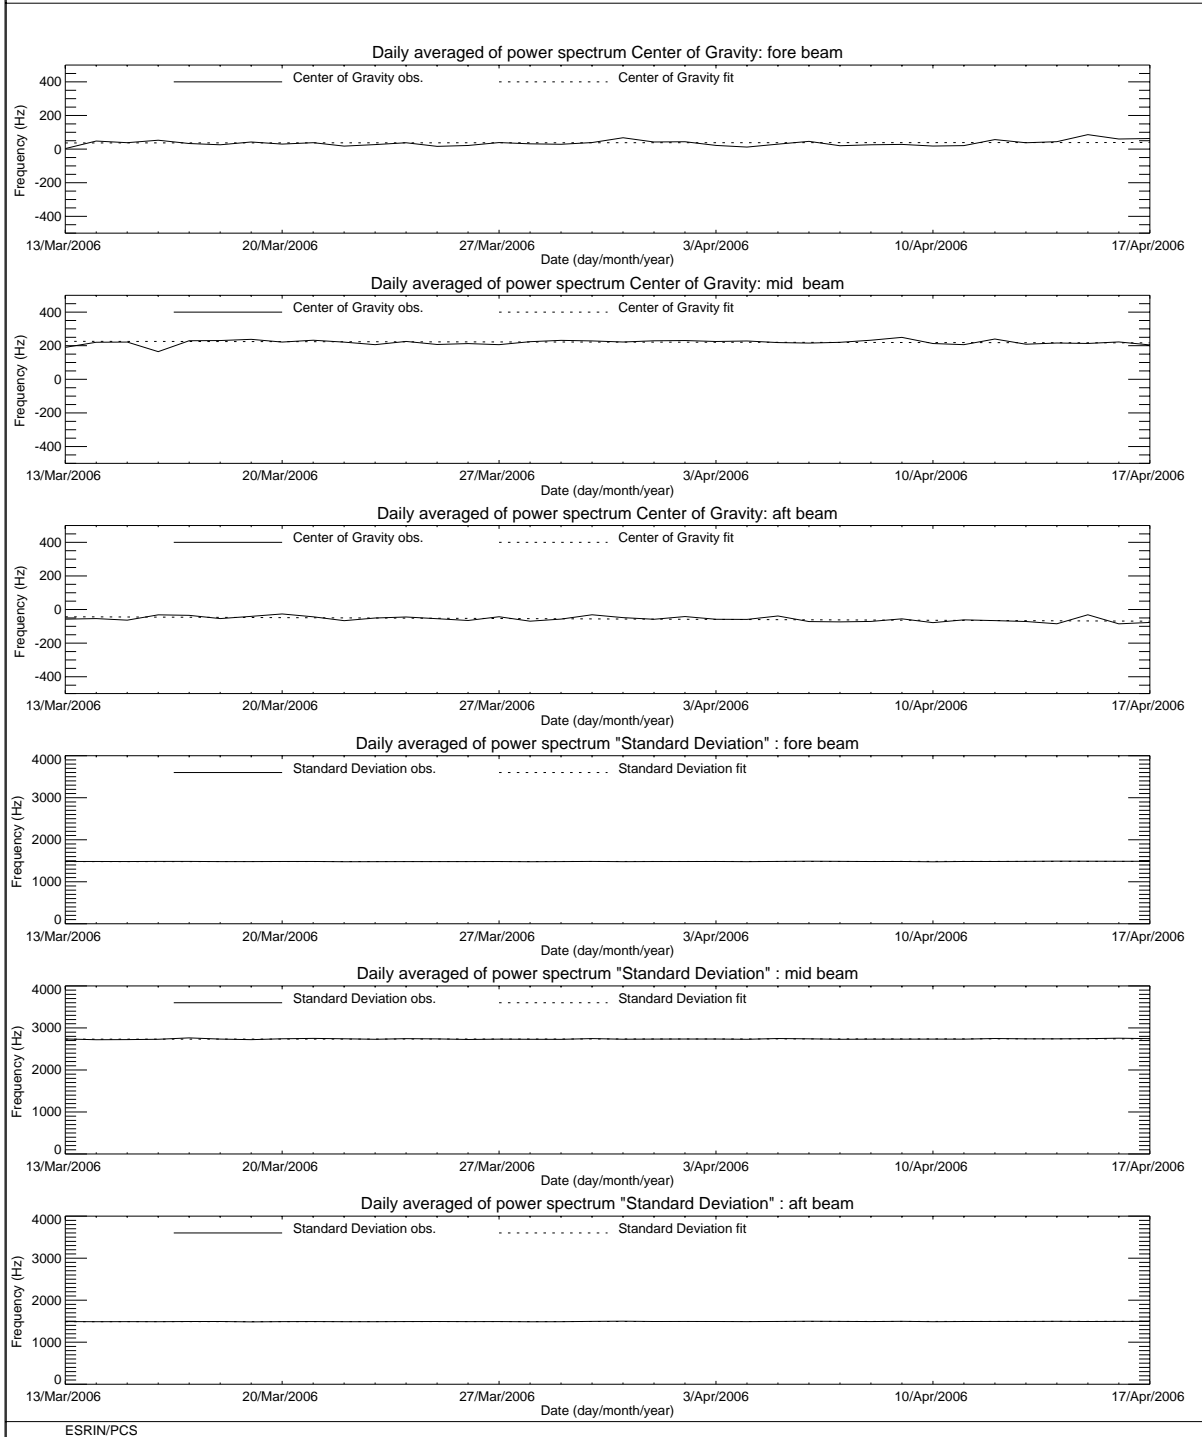 Daily averaged of power spectrum Center of Gravity: fore beam
Center of Gravity obs. Center of Gravity fit
400
200
0
-200
-400
Frequency (Hz)
13/Mar/2006 20/Mar/2006 27/Mar/2006 3/Apr/2006 10/Apr/2006 17/Apr/2006
Date (day/month/year)
Daily averaged of power spectrum Center of Gravity: mid beam
Center of Gravity obs. Center of Gravity fit
400
200
0
-200
-400
Frequency (Hz)
13/Mar/2006 20/Mar/2006 27/Mar/2006 3/Apr/2006 10/Apr/2006 17/Apr/2006
Date (day/month/year)
Daily averaged of power spectrum Center of Gravity: aft beam
Center of Gravity obs. Center of Gravity fit
400
200
0
-200
-400
Frequency (Hz)
13/Mar/2006 20/Mar/2006 27/Mar/2006 3/Apr/2006 10/Apr/2006 17/Apr/2006
Date (day/month/year)
Daily averaged of power spectrum "Standard Deviation" : fore beam
Standard Deviation obs. Standard Deviation fit
4000
3000
2000
1000
0
Frequency (Hz)
13/Mar/2006 20/Mar/2006 27/Mar/2006 3/Apr/2006 10/Apr/2006 17/Apr/2006
Date (day/month/year)
Daily averaged of power spectrum "Standard Deviation" : mid beam
Standard Deviation obs. Standard Deviation fit
4000
3000
2000
1000
0
Frequency (Hz)
13/Mar/2006 20/Mar/2006 27/Mar/2006 3/Apr/2006 10/Apr/2006 17/Apr/2006
Date (day/month/year)
Daily averaged of power spectrum "Standard Deviation" : aft beam
Standard Deviation obs. Standard Deviation fit
4000
3000
2000
1000
0
Frequency (Hz)
13/Mar/2006 20/Mar/2006 27/Mar/2006 3/Apr/2006 10/Apr/2006 17/Apr/2006
Date (day/month/year)
ESRIN/PCS